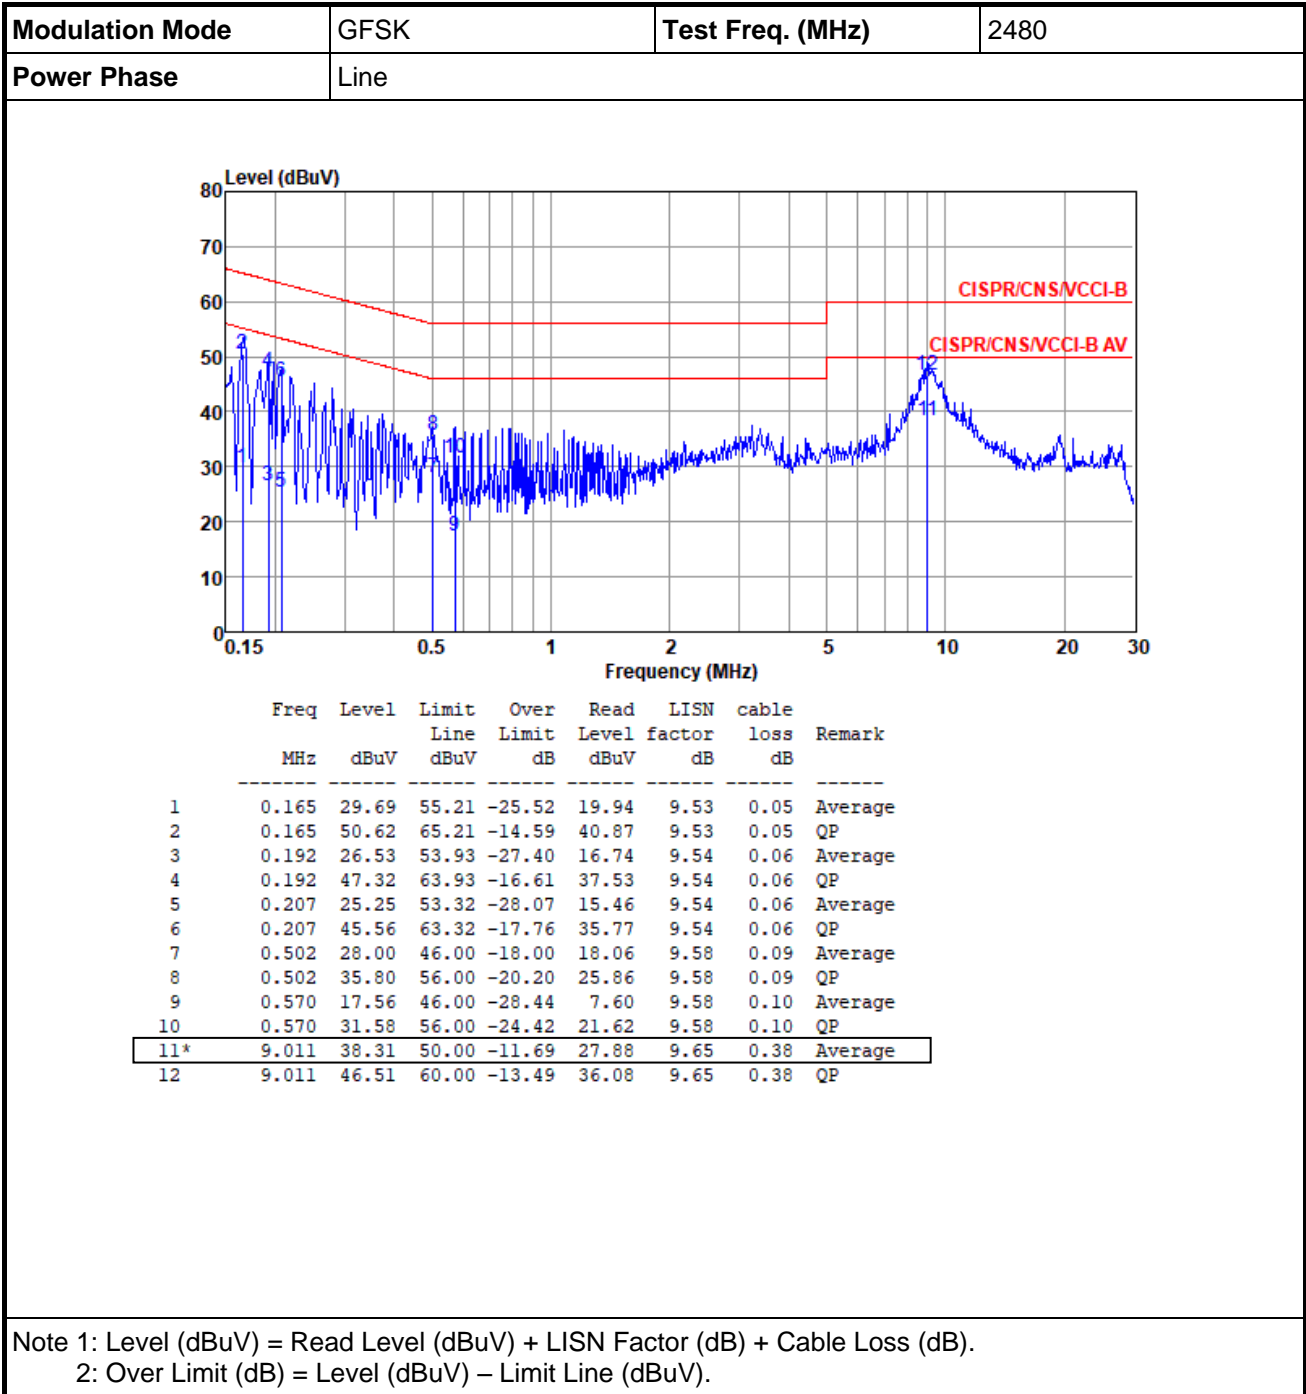 Modulation Mode GFSK Test Freq. (MHz) 2480
Power Phase Line
Level (dBuV)
80
70
60
50
40
30
20
10
0
CISPR/CNS/VCCI-B
CISPR/CNS/VCCI-B AV
2
4
6
1
3
5
8
10
9
12
11
0.15 0.5 1 2 5 10 20 30
Frequency (MHz)
Freq Level Limit Over Read LISN cable
Line Limit Level factor loss Remark
MHz dBuV dBuV dB dBuV dB dB
------- ------ ------ ------ ------ ------ ------ ------
1 0.165 29.69 55.21 -25.52 19.94 9.53 0.05 Average
2 0.165 50.62 65.21 -14.59 40.87 9.53 0.05 QP
3 0.192 26.53 53.93 -27.40 16.74 9.54 0.06 Average
4 0.192 47.32 63.93 -16.61 37.53 9.54 0.06 QP
5 0.207 25.25 53.32 -28.07 15.46 9.54 0.06 Average
6 0.207 45.56 63.32 -17.76 35.77 9.54 0.06 QP
7 0.502 28.00 46.00 -18.00 18.06 9.58 0.09 Average
8 0.502 35.80 56.00 -20.20 25.86 9.58 0.09 QP
9 0.570 17.56 46.00 -28.44 7.60 9.58 0.10 Average
10 0.570 31.58 56.00 -24.42 21.62 9.58 0.10 QP
11* 9.011 38.31 50.00 -11.69 27.88 9.65 0.38 Average
12 9.011 46.51 60.00 -13.49 36.08 9.65 0.38 QP
Note 1: Level (dBuV) = Read Level (dBuV) + LISN Factor (dB) + Cable Loss (dB).
2: Over Limit (dB) = Level (dBuV) – Limit Line (dBuV).